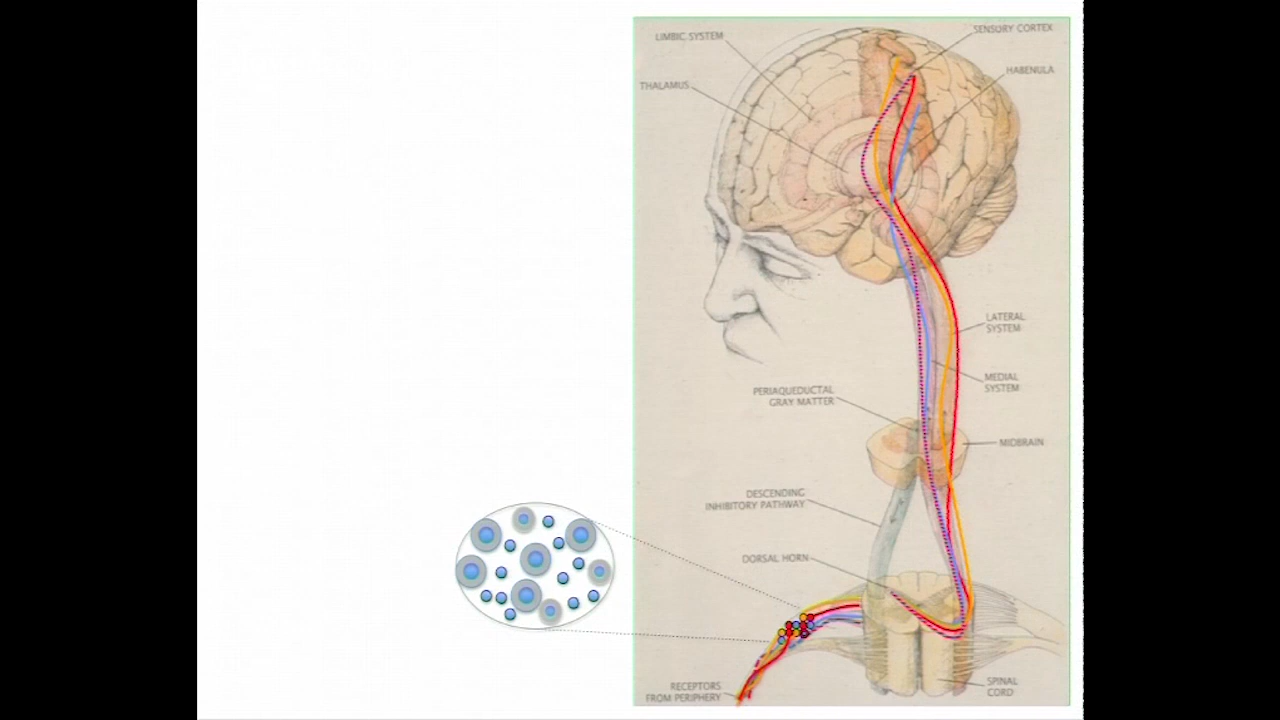 LIMBIC SYSTEM
SENSORY CORTEX
THALAMUS
HABENULA
LATERAL
SYSTEM
MEDIAL
SYSTEM
PERIAQUEDUCTAL
GRAY MATTER
MIDBRAIN
DESCENDING
INHIBITORY PATHWAY
DORSAL HORN
RECEPTORS
FROM PERIPHERY
SPINAL
CORD